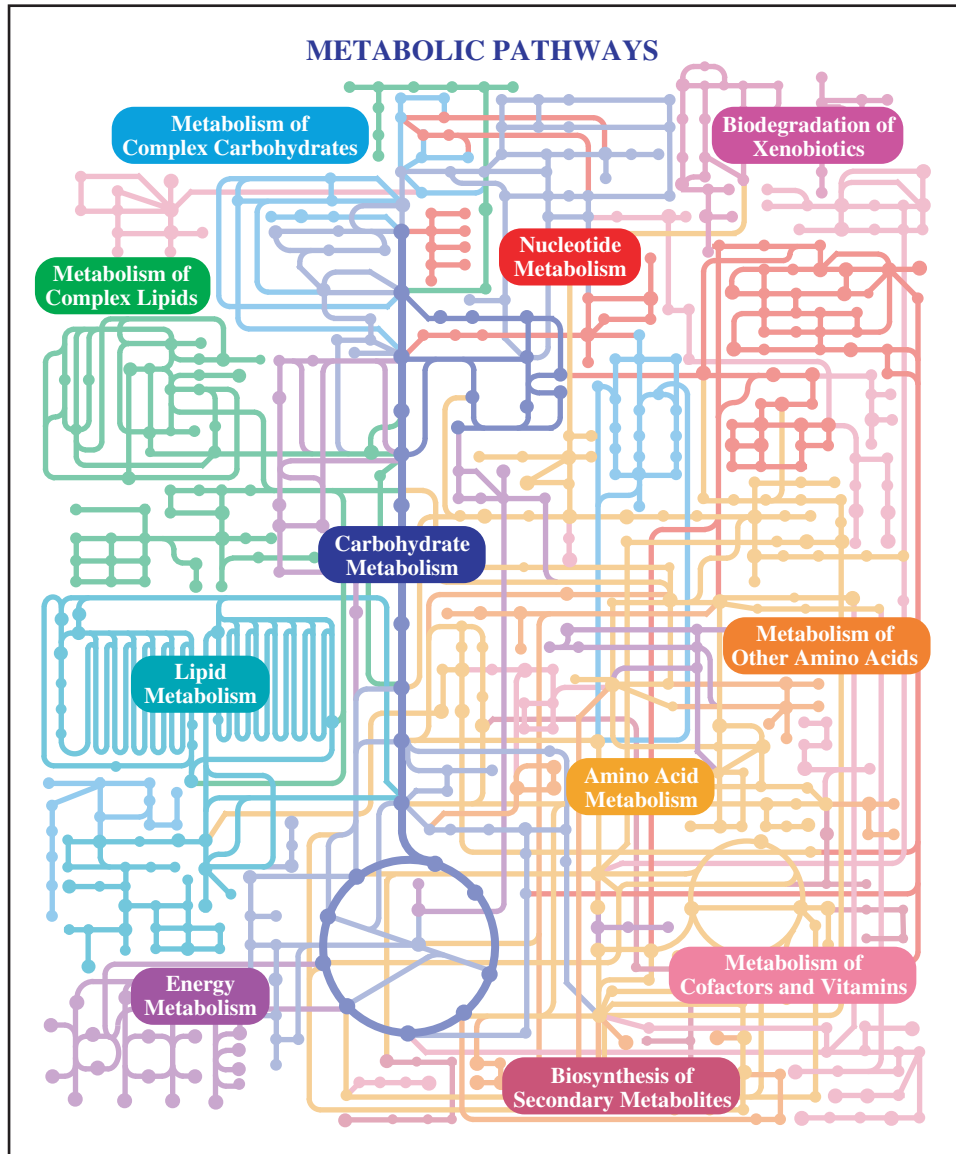 METABOLIC PATHWAYS
Metabolism of
Complex Carbohydrates
Biodegradation of
Xenobiotics
Nucleotide
Metabolism
Metabolism of
Complex Lipids
Carbohydrate
Metabolism
Metabolism of
Other Amino Acids
Lipid
Metabolism
Amino Acid
Metabolism
Metabolism of
Cofactors and Vitamins
Energy
Metabolism
Biosynthesis of
Secondary Metabolites